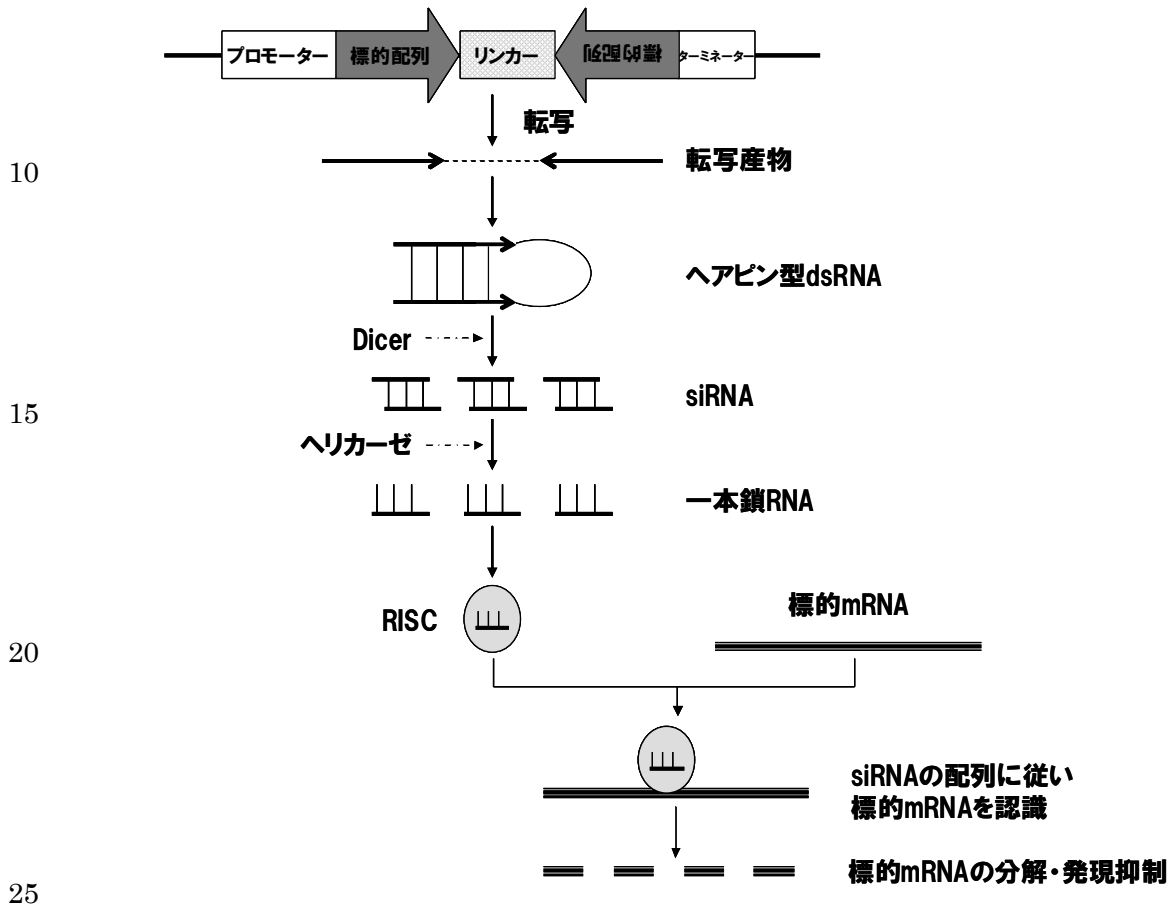 プロモーター 標的配列 リンカー 標的配列 ターミネーター
転写
10
転写産物
ヘアピン型dsRNA
Dicer
15
siRNA
ヘリカーゼ
一本鎖RNA
RISC
標的mRNA
20
siRNAの配列に従い
標的mRNAを認識
標的mRNAの分解・発現抑制
25